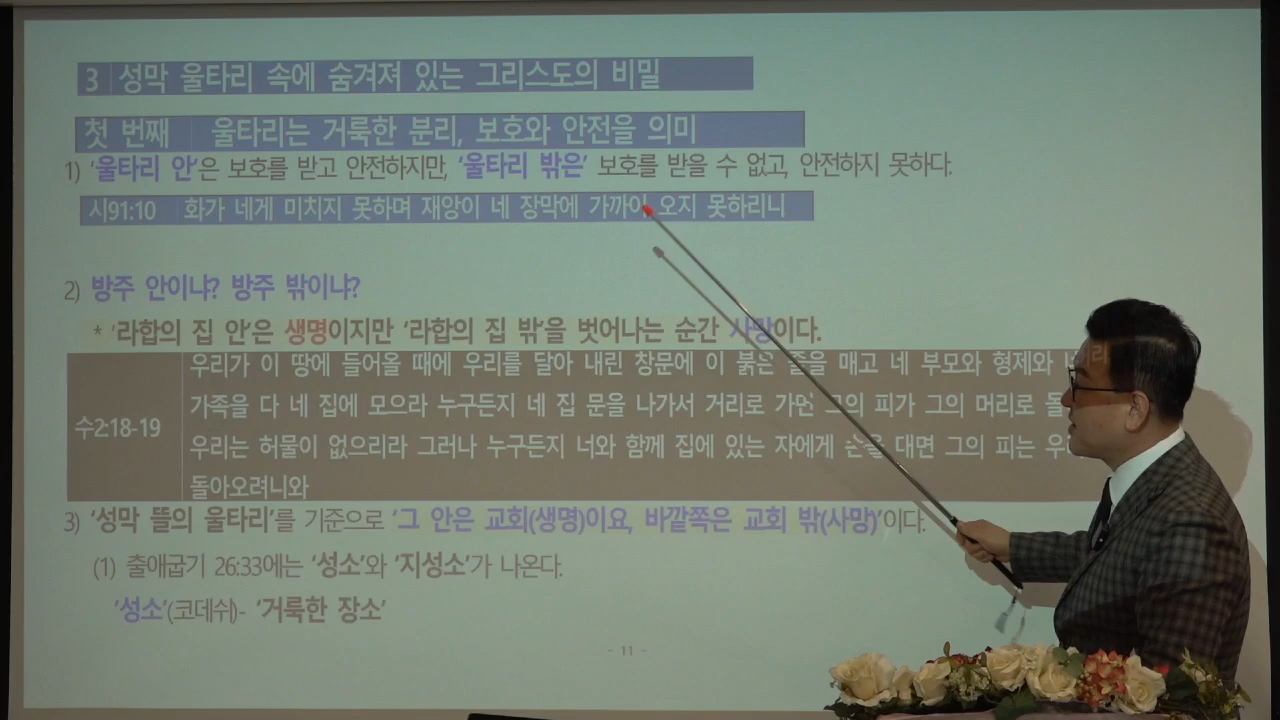 3 성막 울타리 속에 숨겨져 있는 그리스도의 비밀
첫 번째 울타리는 거룩한 분리, 보호와 안전을 의미
1) ‘울타리 안’은 보호를 받고 안전하지만, ‘울타리 밖은’ 보호를 받을 수 없고, 안전하지 못하다.
시91:10 화가 네게 미치지 못하며 재앙이 네 장막에 가까이 오지 못하리니
2) 방주 안이냐? 방주 밖이냐?
* ‘라합의 집 안’은 생명이지만 ‘라합의 집 밖’을 벗어나는 순간 사망이다.
우리가 이 땅에 들어올 때에 우리를 달아 내린 창문에 이 붉은 줄을 매고 네 부모와 형제와
수2:18-19 가족을 다 네 집에 모으라 누구든지 네 집 문을 나가서 거리로 가면 그의 피가 그의 머리로
우리는 허물이 없으리라 그러나 누구든지 너와 함께 집에 있는 자에게 손을 대면 그의 피는
돌아오려니와
3) ‘성막 뜰의 울타리’를 기준으로 ‘그 안은 교회(생명)이요, 바깥쪽은 교회 밖(사망)’이다.
(1) 출애굽기 26:33에는 ‘성소’와 ‘지성소’가 나온다.
‘성소’(코데쉬)- ‘거룩한 장소’
- 11 -